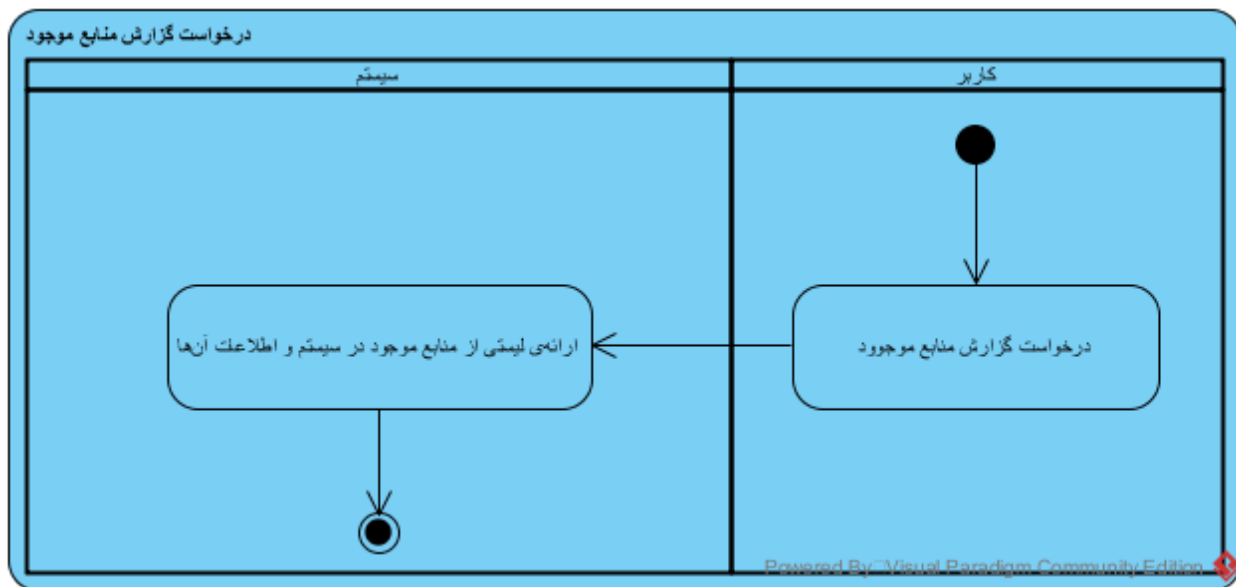 درخواست گزارش منابع موجود
کاربر
سیستم
درخواست گزارش منابع موجوود
ارائه‌ی لیستی از منابع موجود در سیستم و اطلاعات آن‌ها
Powered By Visual Paradigm Community Edition